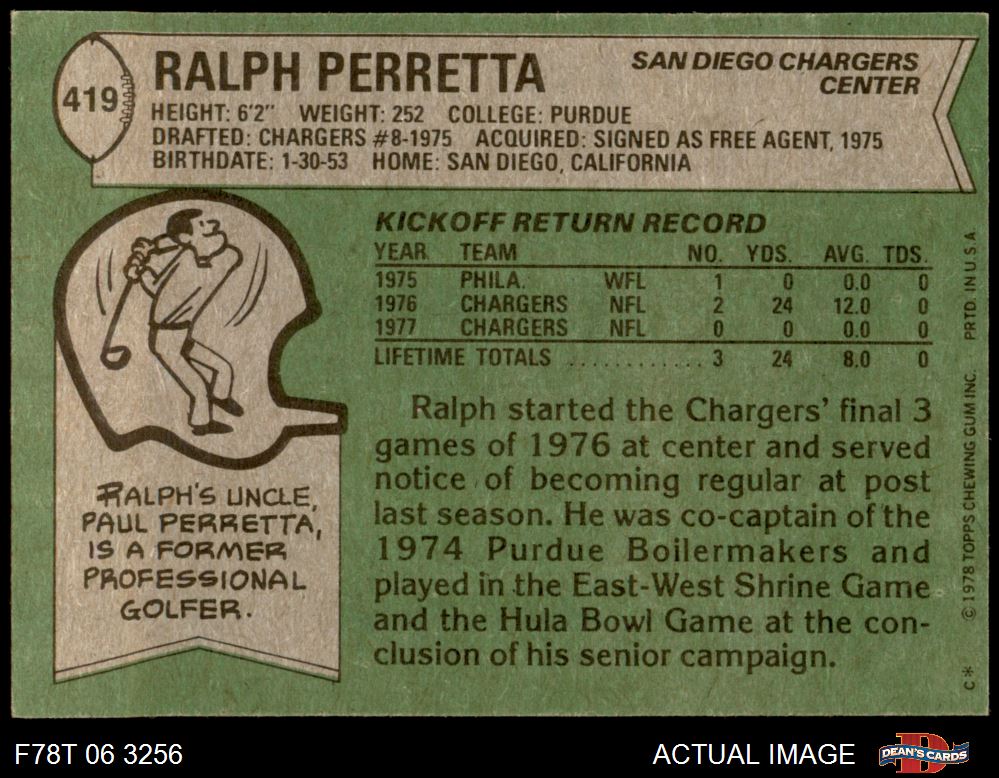 419
RALPH PERRETTA
SAN DIEGO CHARGERS
CENTER
HEIGHT: 6'2" WEIGHT: 252 COLLEGE: PURDUE
DRAFTED: CHARGERS #8-1975 ACQUIRED: SIGNED AS FREE AGENT, 1975
BIRTHDATE: 1-30-53 HOME: SAN DIEGO, CALIFORNIA
KICKOFF RETURN RECORD
YEAR TEAM NO. YDS. AVG. TDS.
1975 PHILA. WFL 1 0 0.0 0
1976 CHARGERS NFL 2 24 12.0 0
1977 CHARGERS NFL 0 0 0.0 0
LIFETIME TOTALS ............ 3 24 8.0 0
Ralph started the Chargers' final 3
games of 1976 at center and served
notice of becoming regular at post
last season. He was co-captain of the
1974 Purdue Boilermakers and
played in the East-West Shrine Game
and the Hula Bowl Game at the con-
clusion of his senior campaign.
RALPH'S UNCLE,
PAUL PERRETTA,
IS A FORMER
PROFESSIONAL
GOLFER.
C* © 1978 TOPPS CHEWING GUM INC. PRTD. IN U.S.A
F78T 06 3256
ACTUAL IMAGE
DEAN'S CARDS